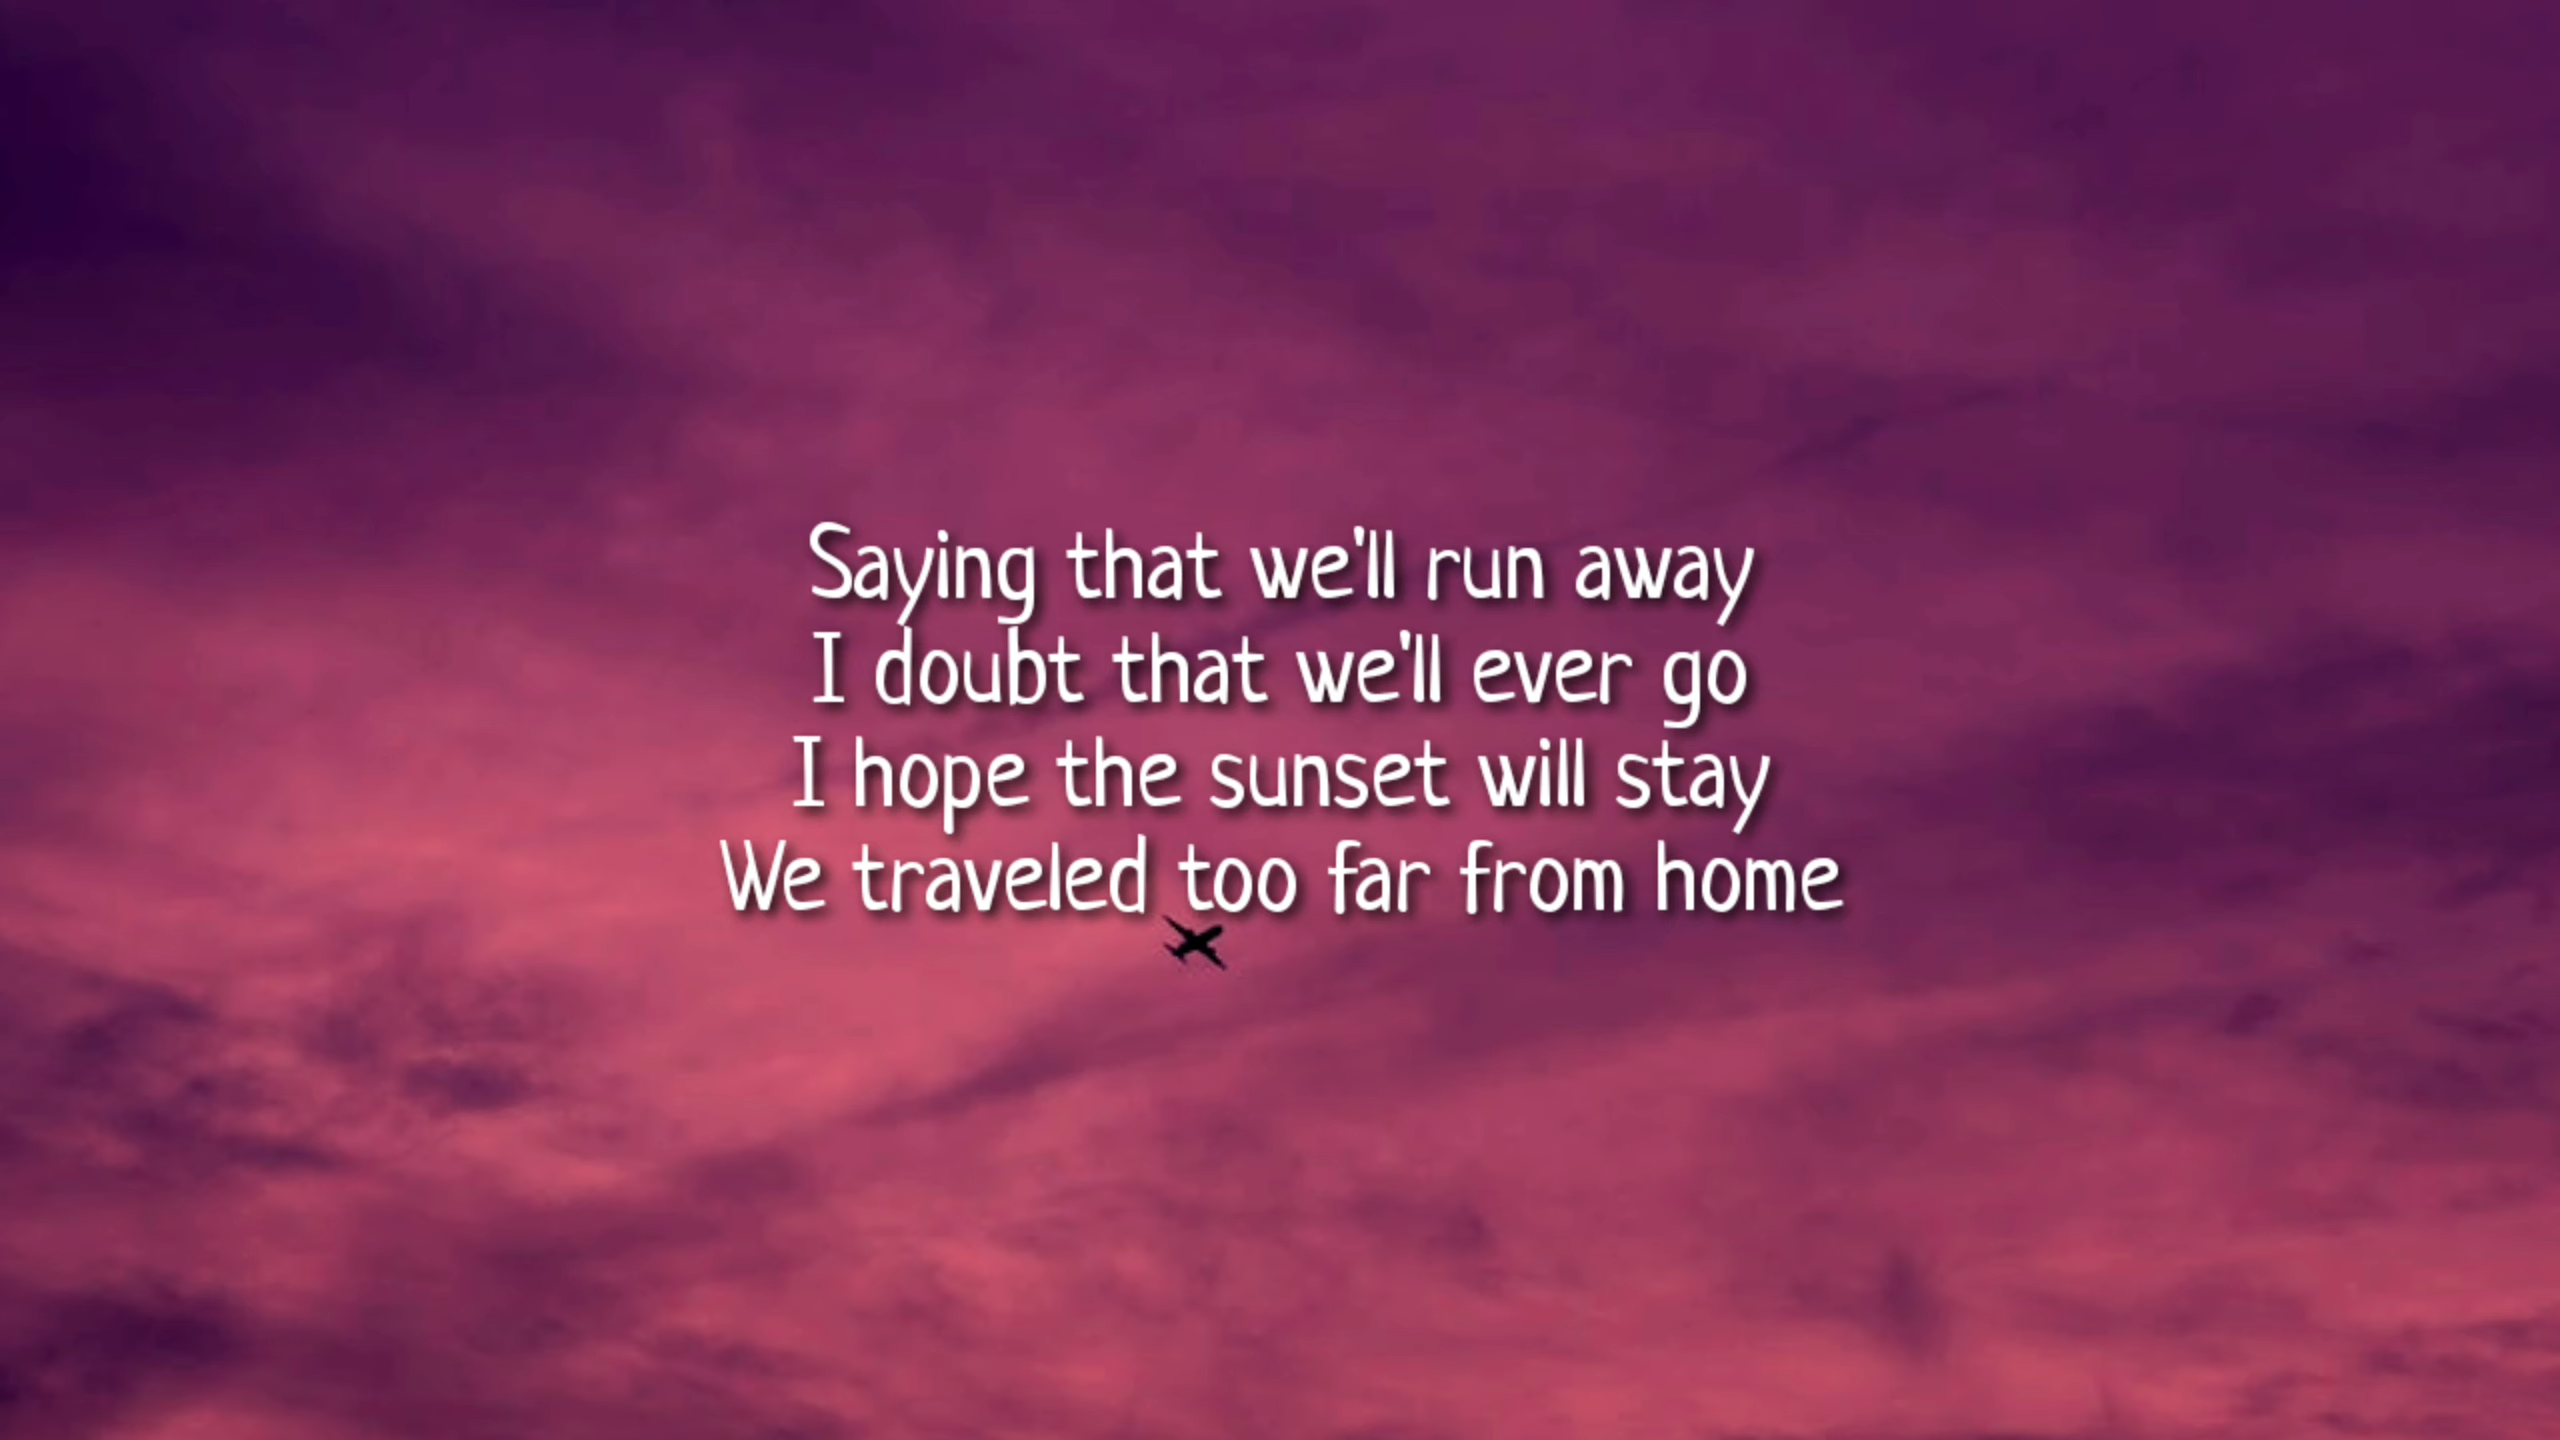 Saying that we'll run away
I doubt that we'll ever go
I hope the sunset will stay
We traveled too far from home